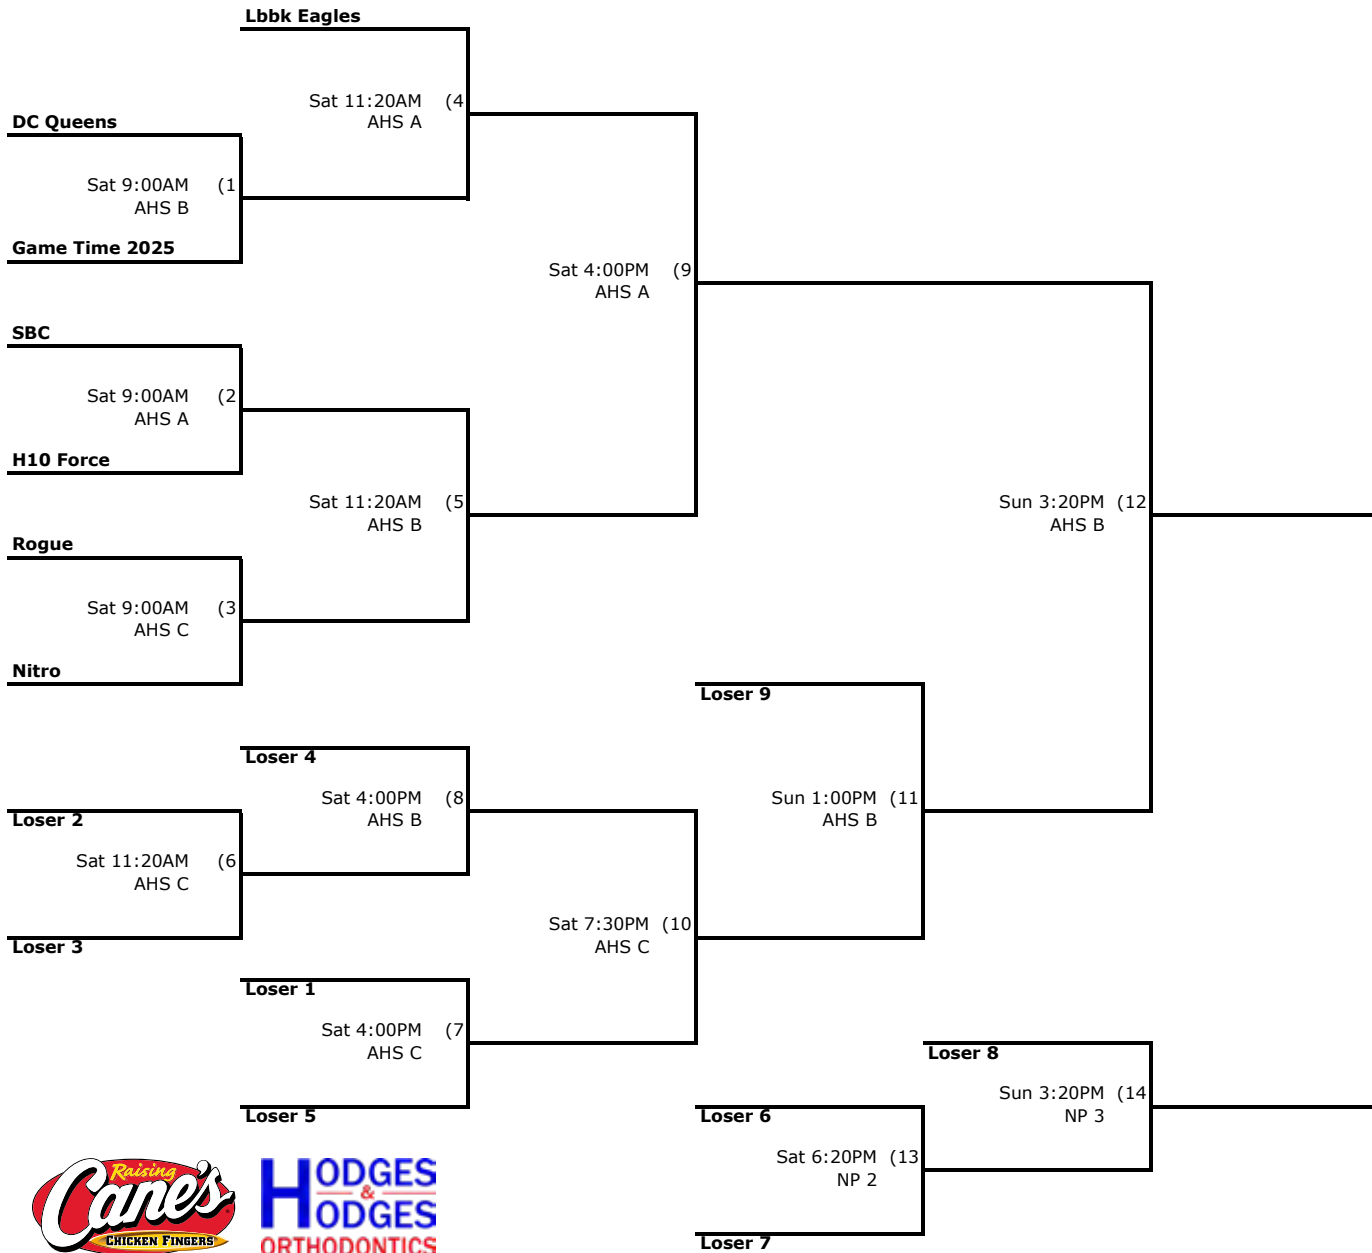 Lbbk Eagles
Sat 11:20AM (4
AHS A
DC Queens
Sat 9:00AM (1
AHS B
Game Time 2025
Sat 4:00PM (9
AHS A
SBC
Sat 9:00AM (2
AHS A
H10 Force
Sat 11:20AM (5
AHS B
Sun 3:20PM (12
AHS B
Rogue
Sat 9:00AM (3
AHS C
Nitro
Loser 9
Loser 4
Sat 4:00PM (8
AHS B
Sun 1:00PM (11
AHS B
Loser 2
Sat 11:20AM (6
AHS C
Loser 3
Sat 7:30PM (10
AHS C
Loser 1
Sat 4:00PM (7
AHS C
Loser 5
Loser 8
Sun 3:20PM (14
NP 3
Loser 6
Sat 6:20PM (13
NP 2
Loser 7
Raising
Cane's
CHICKEN FINGERS
HODGES
&
HODGES
ORTHODONTICS